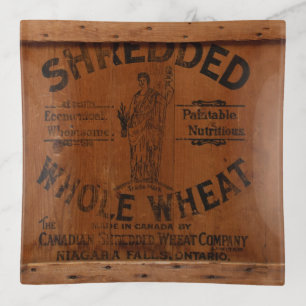 SHREDDED
Economical.
Wholesome.
Palatable
Nutritious.
WHOLE WHEAT
MADE IN CANADA BY
THE
CANADIAN SHREDDED WHEAT COMPANY
LIMITED
NIAGARA FALLS, ONTARIO.